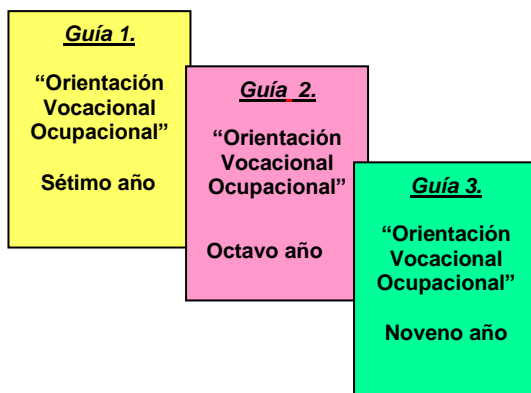 Guía 1.
“Orientación
Vocacional
Ocupacional”
Sétimo año
Guía 2.
“Orientación
Vocacional
Ocupacional”
Octavo año
Guía 3.
“Orientación
Vocacional
Ocupacional”
Noveno año